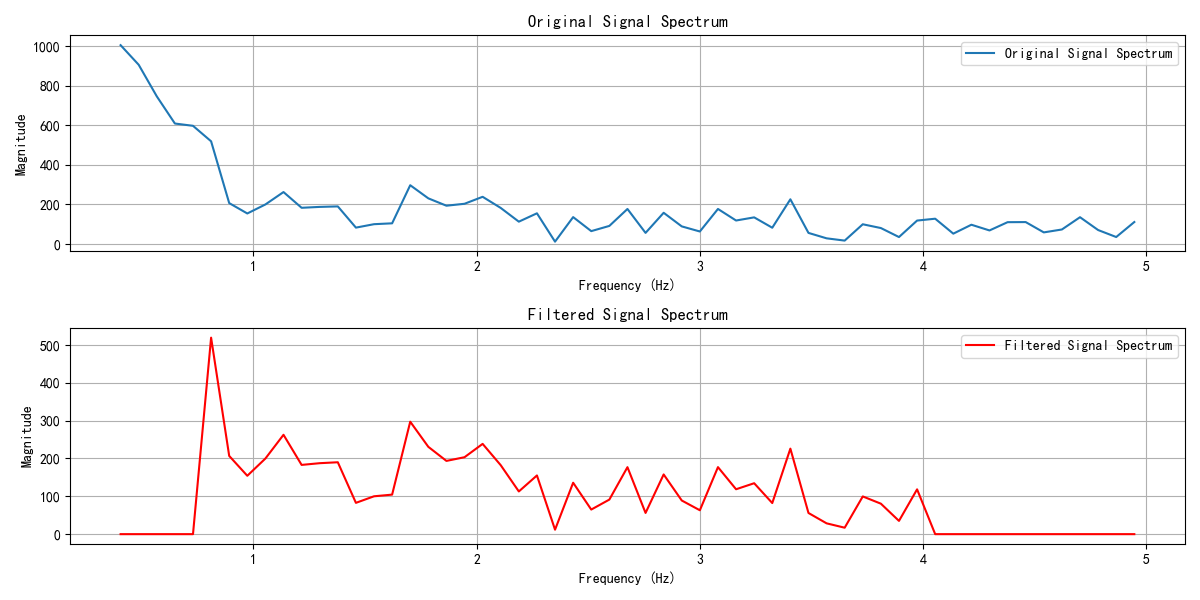 Original Signal Spectrum
Original Signal Spectrum
Magnitude
1000
800
600
400
200
0
1 2 3 4 5
Frequency (Hz)
Filtered Signal Spectrum
Filtered Signal Spectrum
Magnitude
500
400
300
200
100
0
1 2 3 4 5
Frequency (Hz)